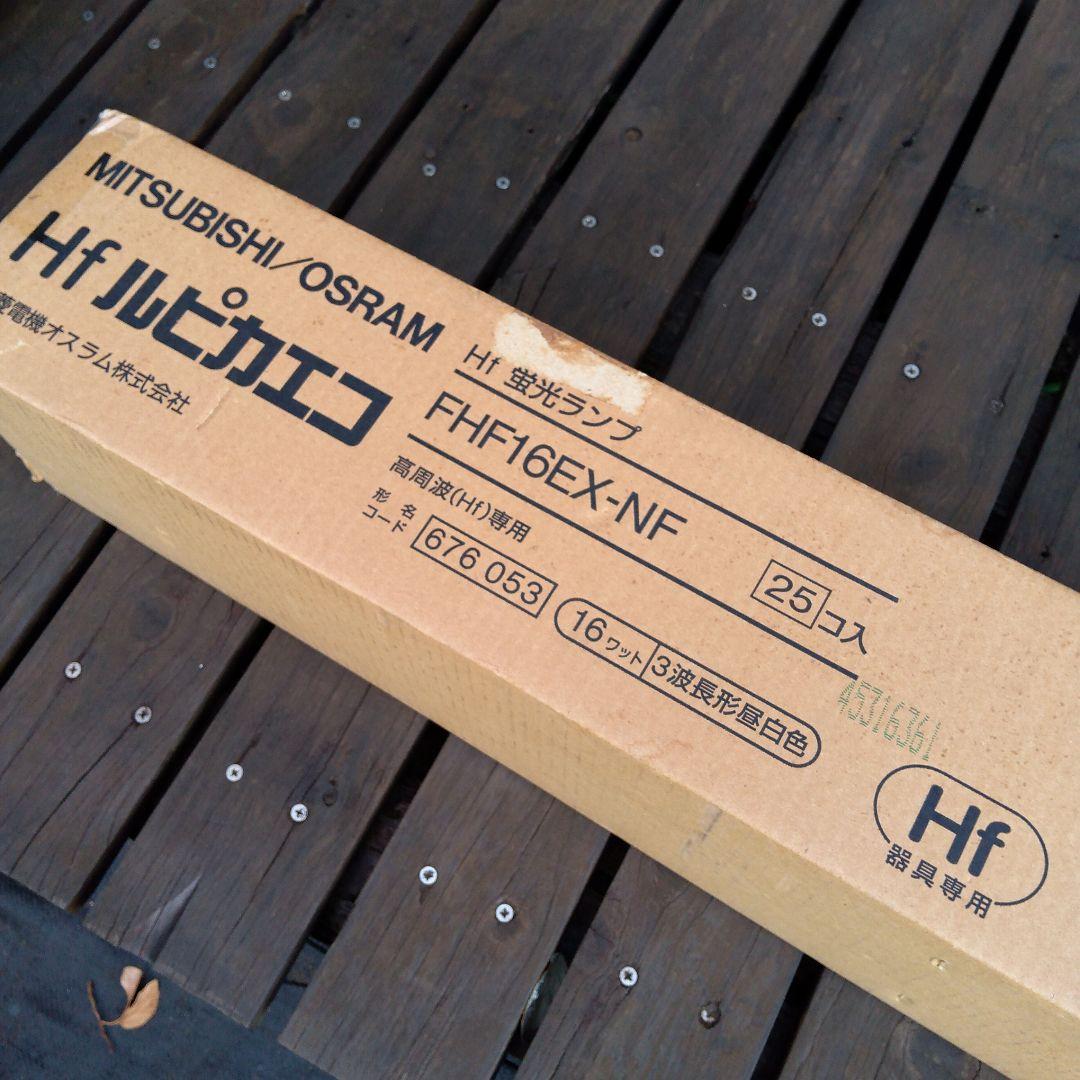 MITSUBISHI/OSRAM
Hf ルピカエコ
菱電機オスラム株式会社
Hf 蛍光ランプ
FHF16EX-NF
25コ入
高周波(Hf)専用
形名
コード
676 053
16ワット 3波長形昼白色
45316361
Hf
器具専用